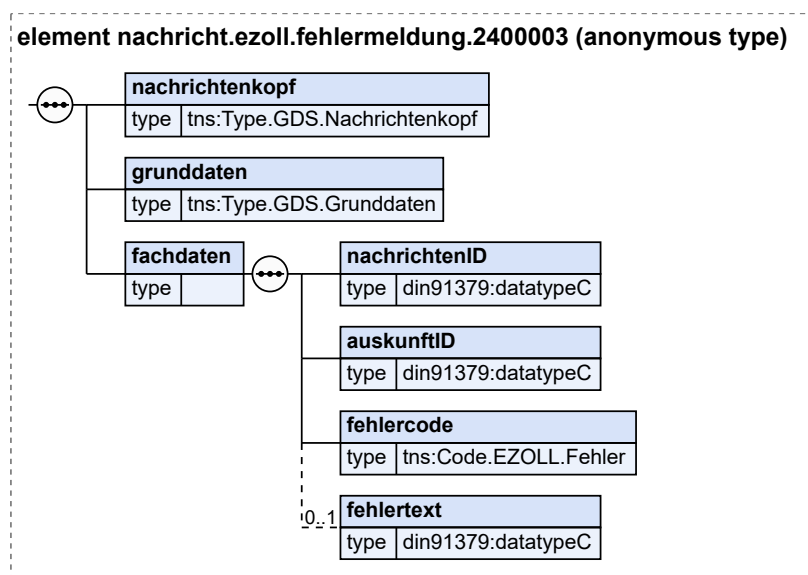 element nachricht.ezoll.fehlermeldung.2400003 (anonymous type)
nachrichtenkopf
type tns:Type.GDS.Nachrichtenkopf
grunddaten
type tns:Type.GDS.Grunddaten
fachdaten
type
nachrichtenID
type din91379:datatypeC
auskunftID
type din91379:datatypeC
fehlercode
type tns:Code.EZOLL.Fehler
0..1
fehlertext
type din91379:datatypeC